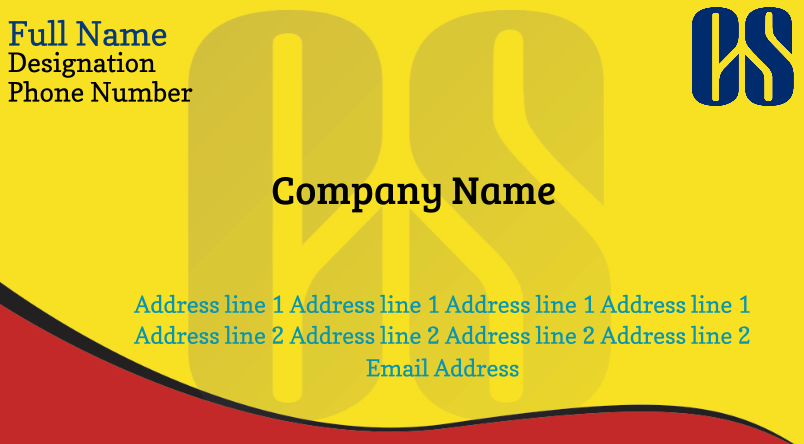 Full Name
Designation
Phone Number
CS
Company Name
Address line 1 Address line 1 Address line 1 Address line 1
Address line 2 Address line 2 Address line 2 Address line 2
Email Address